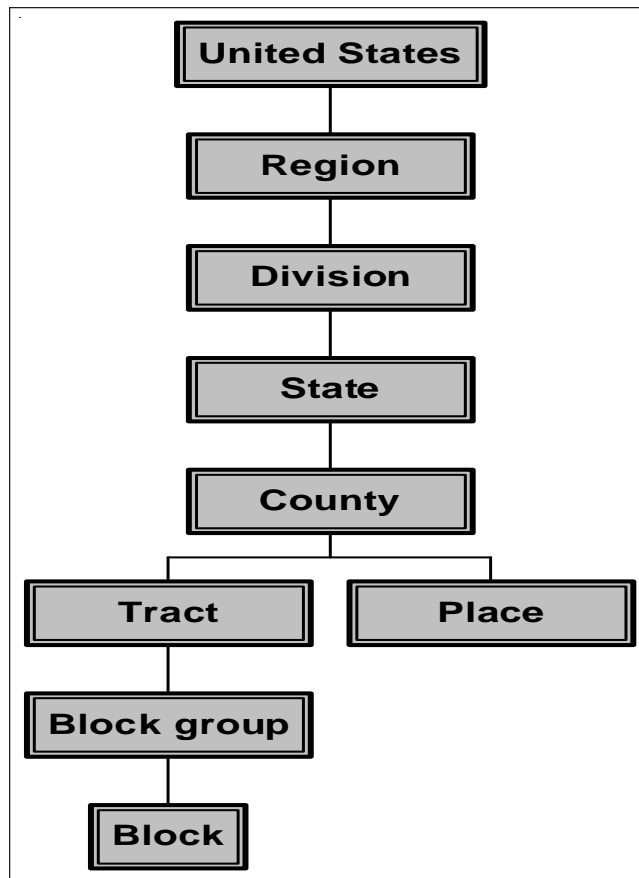 United States
Region
Division
State
County
Tract
Place
Block group
Block